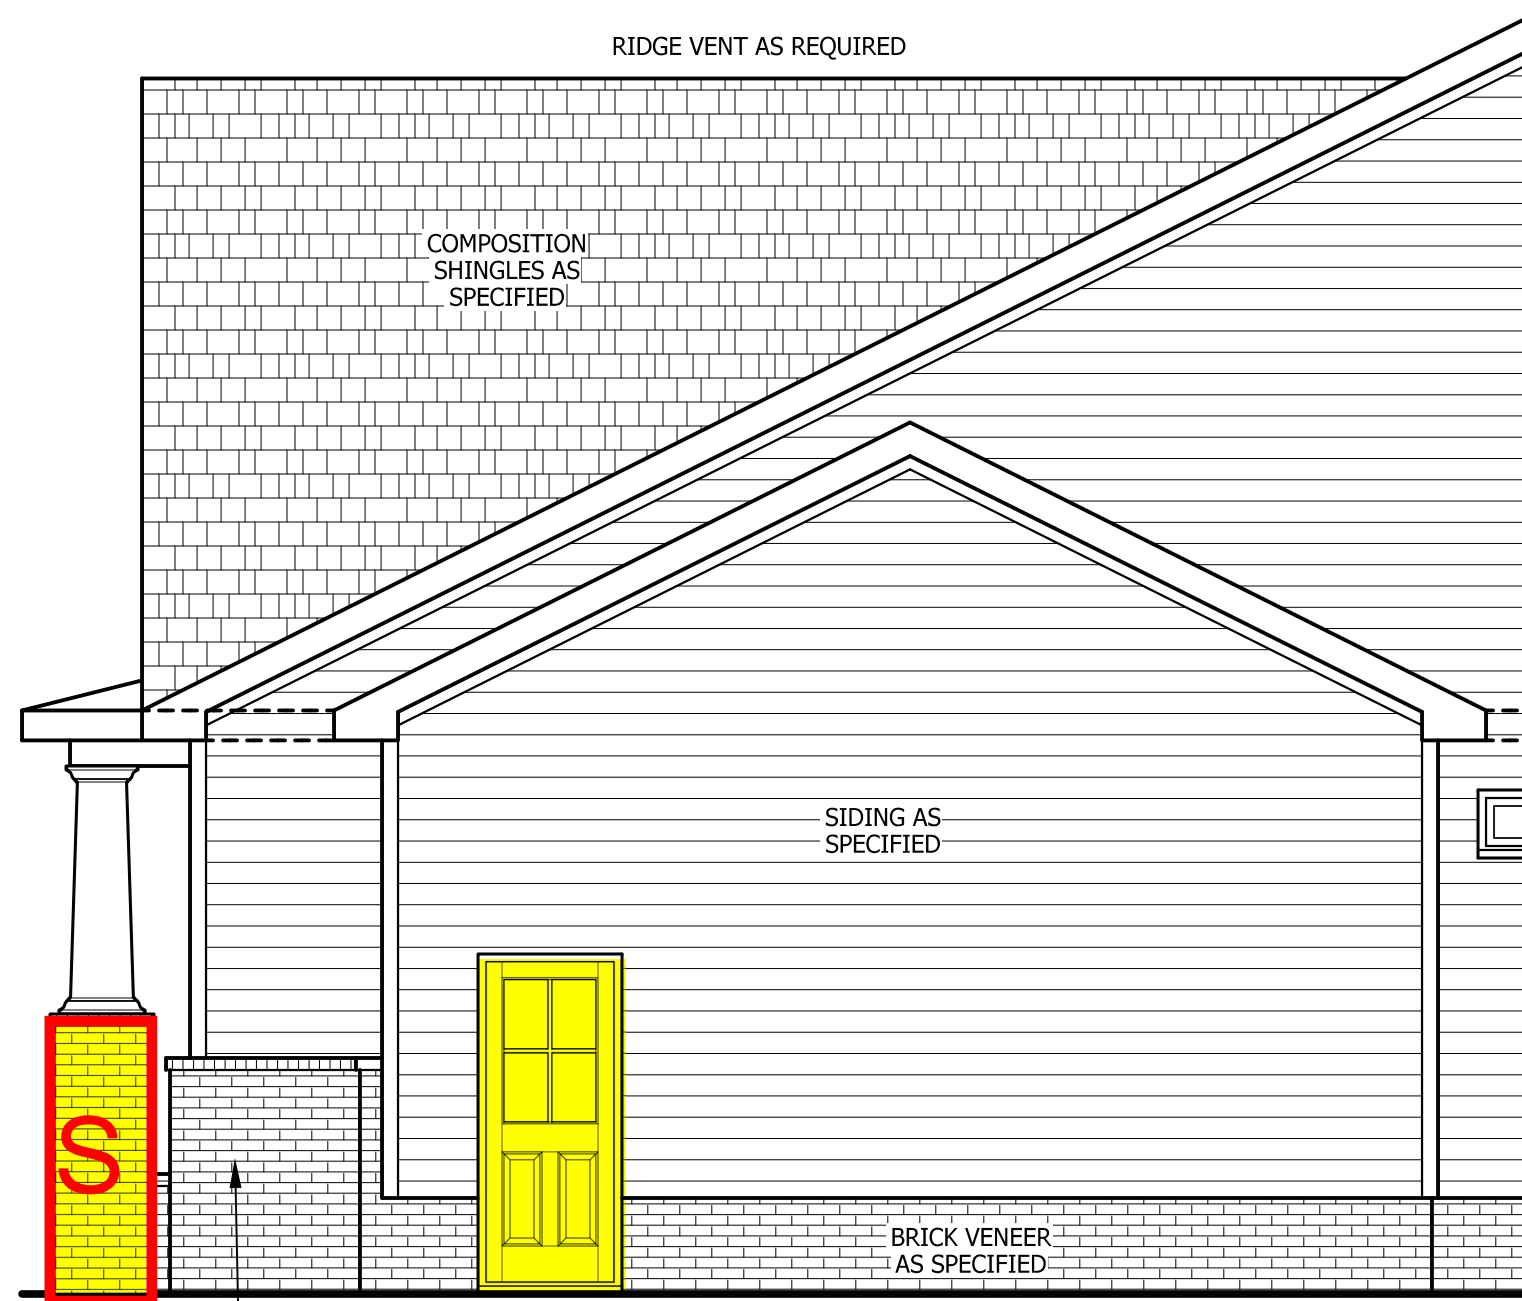 RIDGE VENT AS REQUIRED
COMPOSITION
SHINGLES AS
SPECIFIED
SIDING AS
SPECIFIED
S
BRICK VENEER
AS SPECIFIED